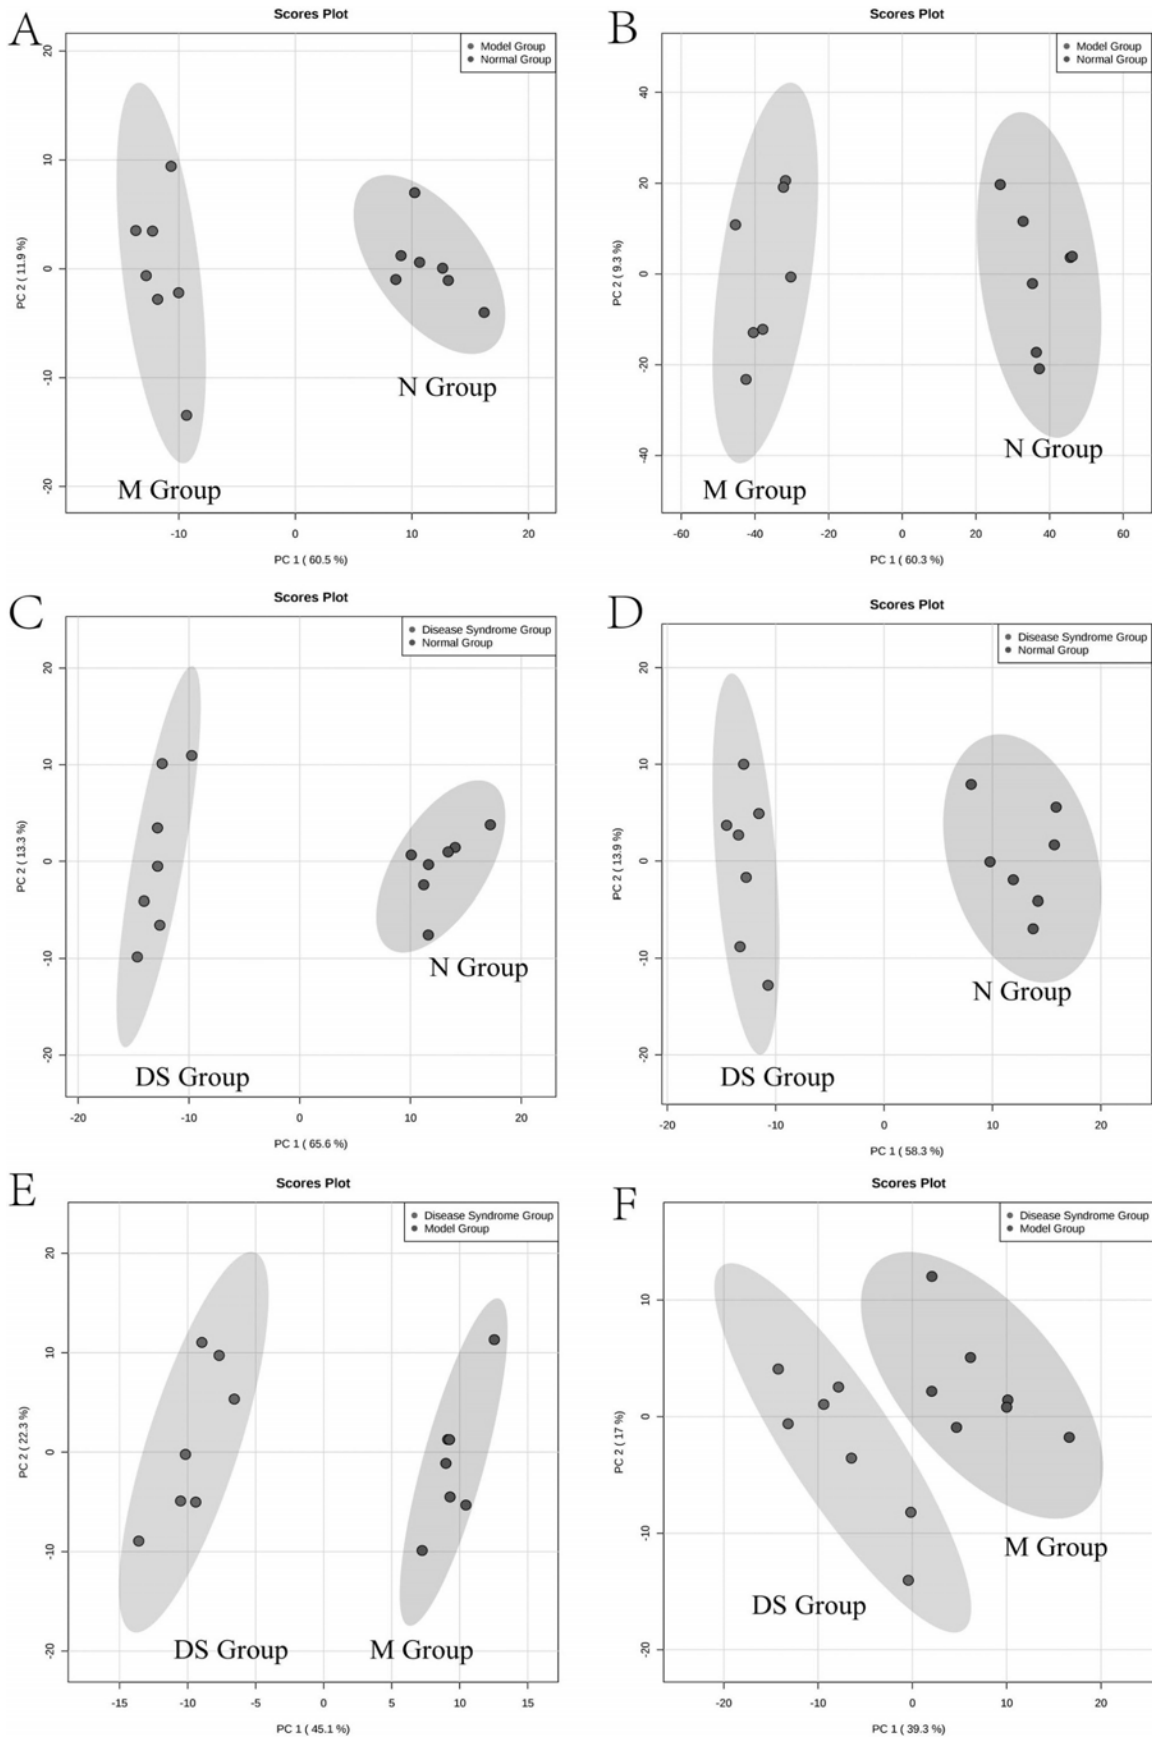 A
Scores Plot
Model Group
Normal Group
PC 2 ( 11.9 %)
20
10
0
-10
-20
N Group
M Group
-10
0
10
20
PC 1 ( 60.5 %)
B
Scores Plot
Model Group
Normal Group
PC 2 ( 9.3 %)
40
20
0
-20
-40
N Group
M Group
-60
-40
-20
0
20
40
60
PC 1 ( 60.3 %)
C
Scores Plot
Disease Syndrome Group
Normal Group
PC 2 ( 13.3 %)
20
10
0
-10
-20
N Group
DS Group
-20
-10
0
10
20
PC 1 ( 65.6 %)
D
Scores Plot
Disease Syndrome Group
Normal Group
PC 2 ( 13.9 %)
20
10
0
-10
-20
N Group
DS Group
-20
-10
0
10
20
PC 1 ( 58.3 %)
E
Scores Plot
Disease Syndrome Group
Model Group
PC 2 ( 22.3 %)
20
10
0
-10
-20
DS Group
M Group
-15
-10
-5
0
5
10
15
PC 1 ( 45.1 %)
F
Scores Plot
Disease Syndrome Group
Model Group
PC 2 ( 17 %)
10
0
-10
-20
M Group
DS Group
-20
-10
0
10
20
PC 1 ( 39.3 %)